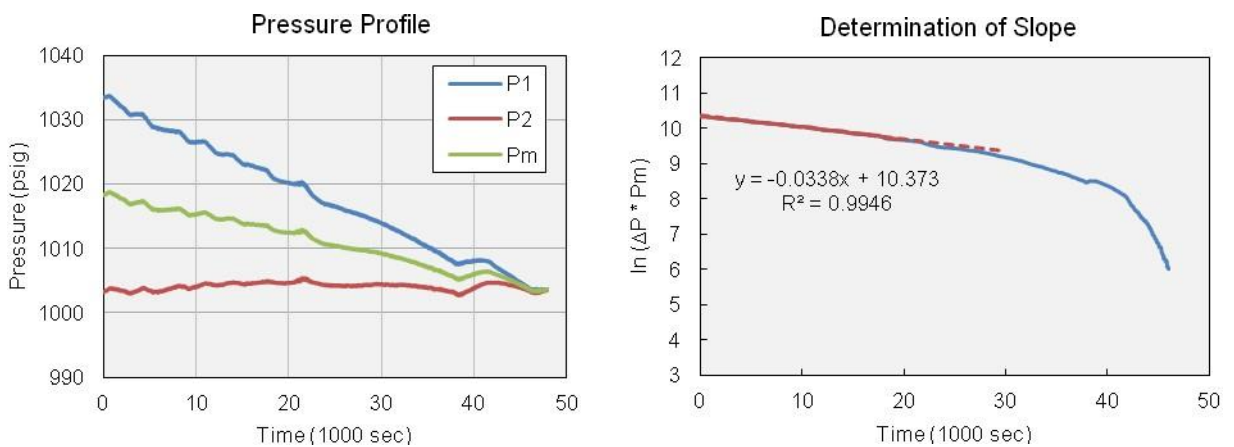 Pressure Profile
1040
1030
1020
1010
1000
990
Pressure (psig)
P1
P2
Pm
0
10
20
30
40
50
Time (1000 sec)
Determination of Slope
12
11
10
9
8
7
6
5
4
3
ln (ΔP * Pm)
y = -0.0338x + 10.373
R² = 0.9946
0
10
20
30
40
50
Time (1000 sec)